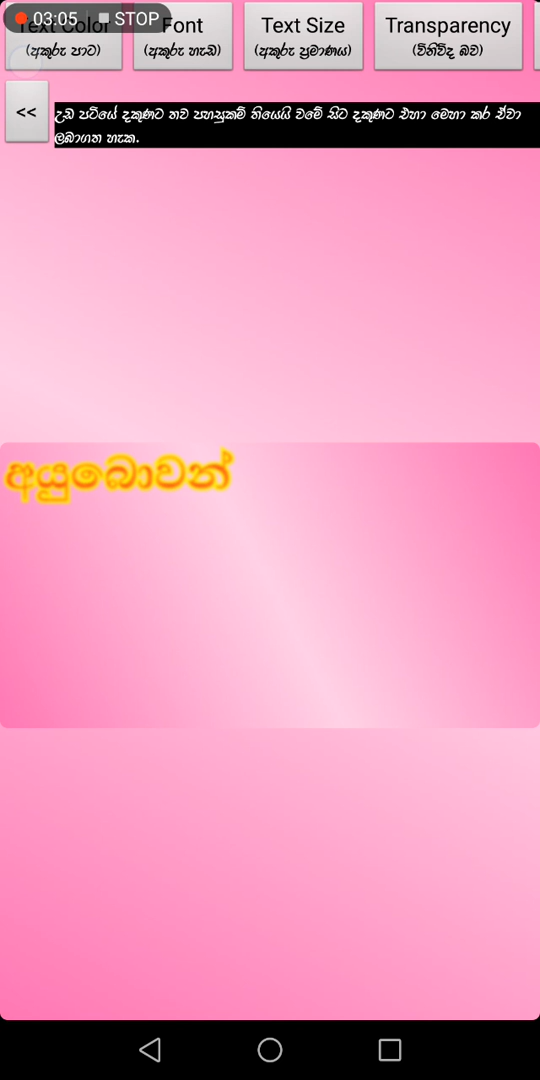 03:05 STOP
Text Color
(අකුරු පාට)
Font
(අකුරු හැඩ)
Text Size
(අකුරු ප්‍රමාණය)
Transparency
(විනිවිද බව)
<<
උඩ පටියේ දකුණට තව පහසුකම් තියෙයි වමේ සිට දකුණට එහා මෙහා කර ඒවා
ලබාගත හැක.
අයුබොවන්